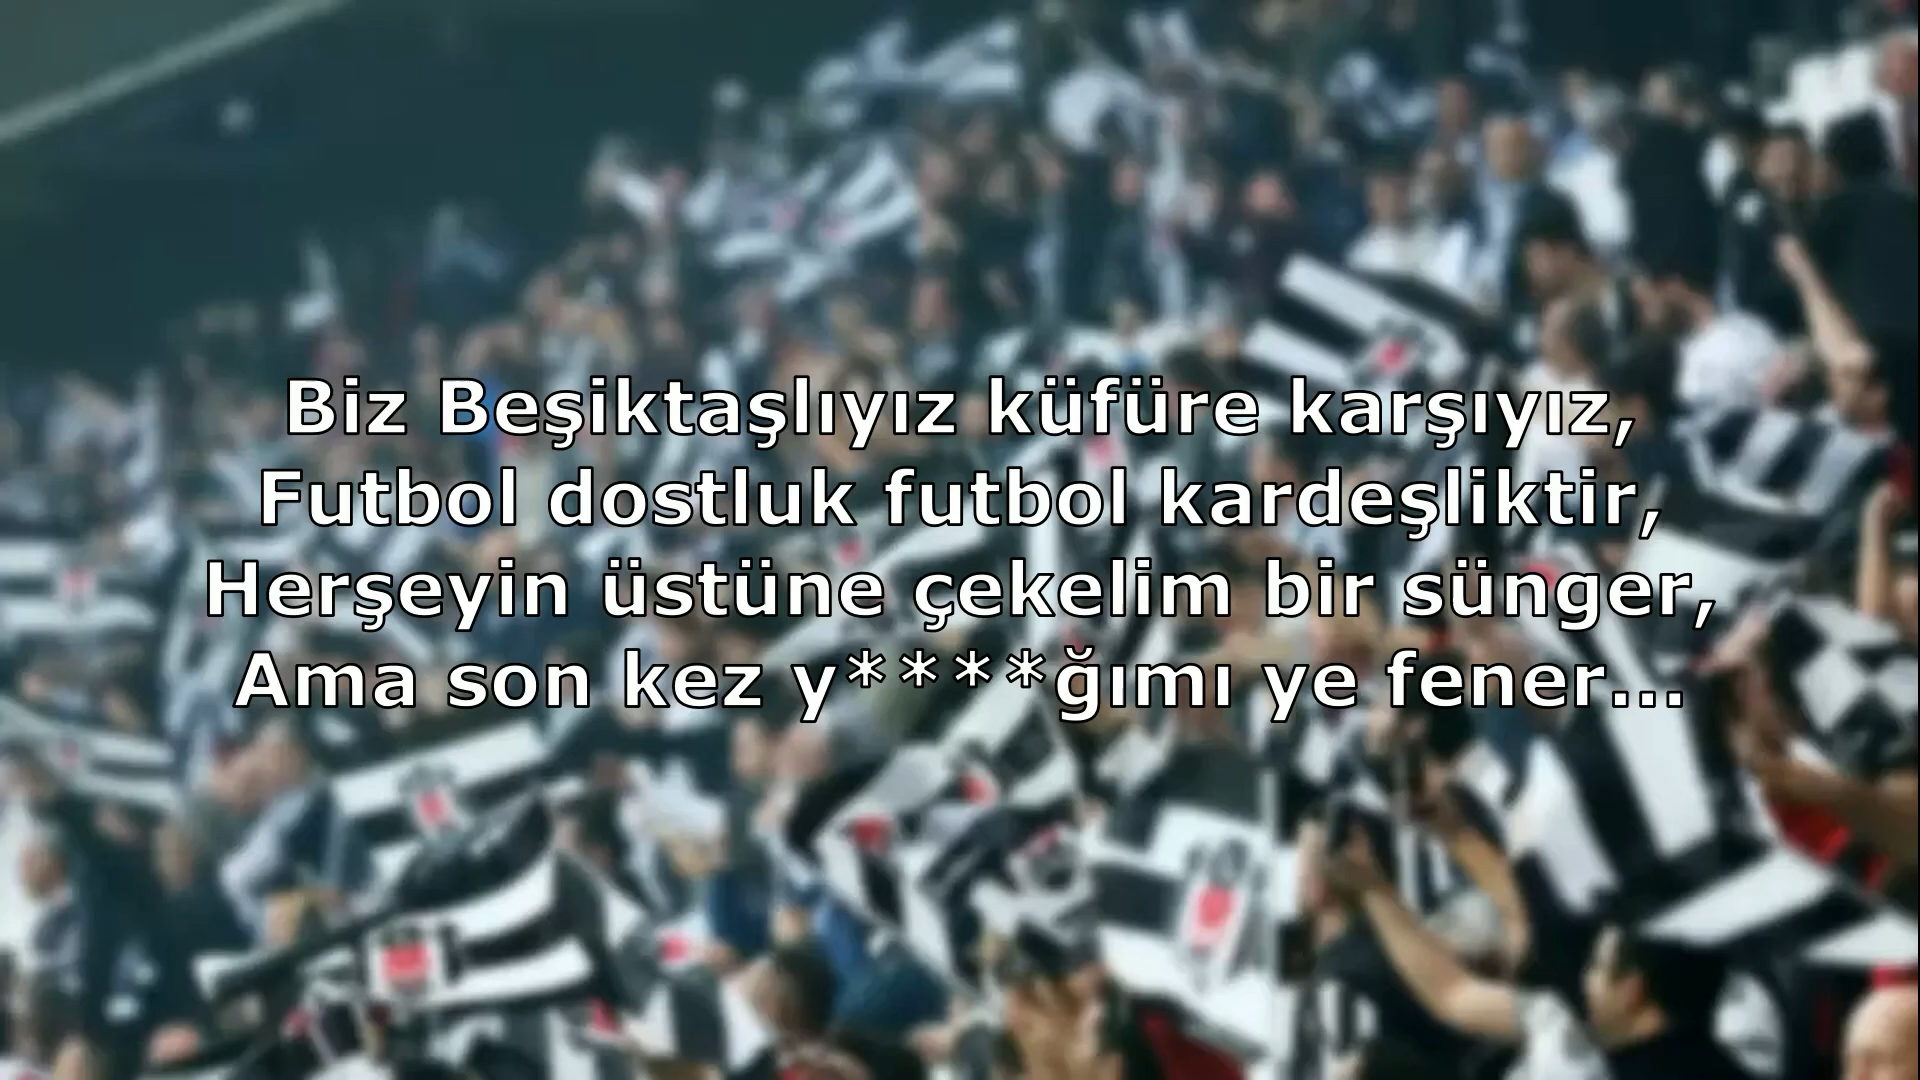 Biz Beşiktaşlıyız küfüre karşıyız,
Futbol dostluk futbol kardeşliktir,
Herşeyin üstüne çekelim bir sünger,
Ama son kez y****ğımı ye fener...